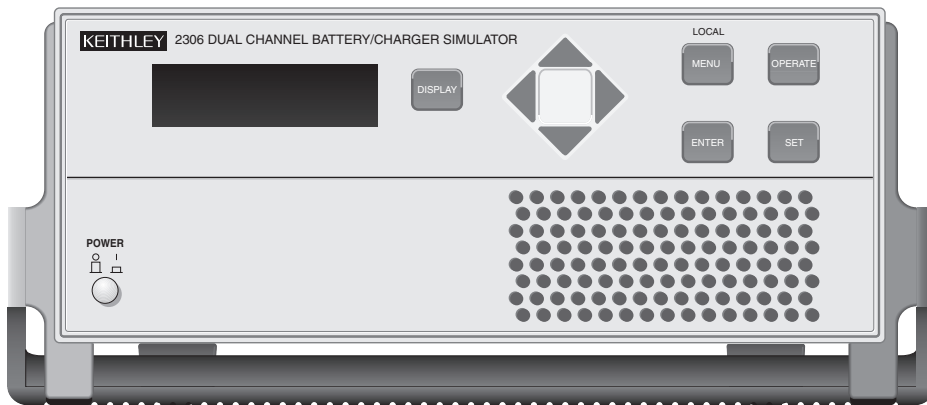 KEITHLEY 2306 DUAL CHANNEL BATTERY/CHARGER SIMULATOR
LOCAL
DISPLAY
MENU
OPERATE
ENTER
SET
POWER